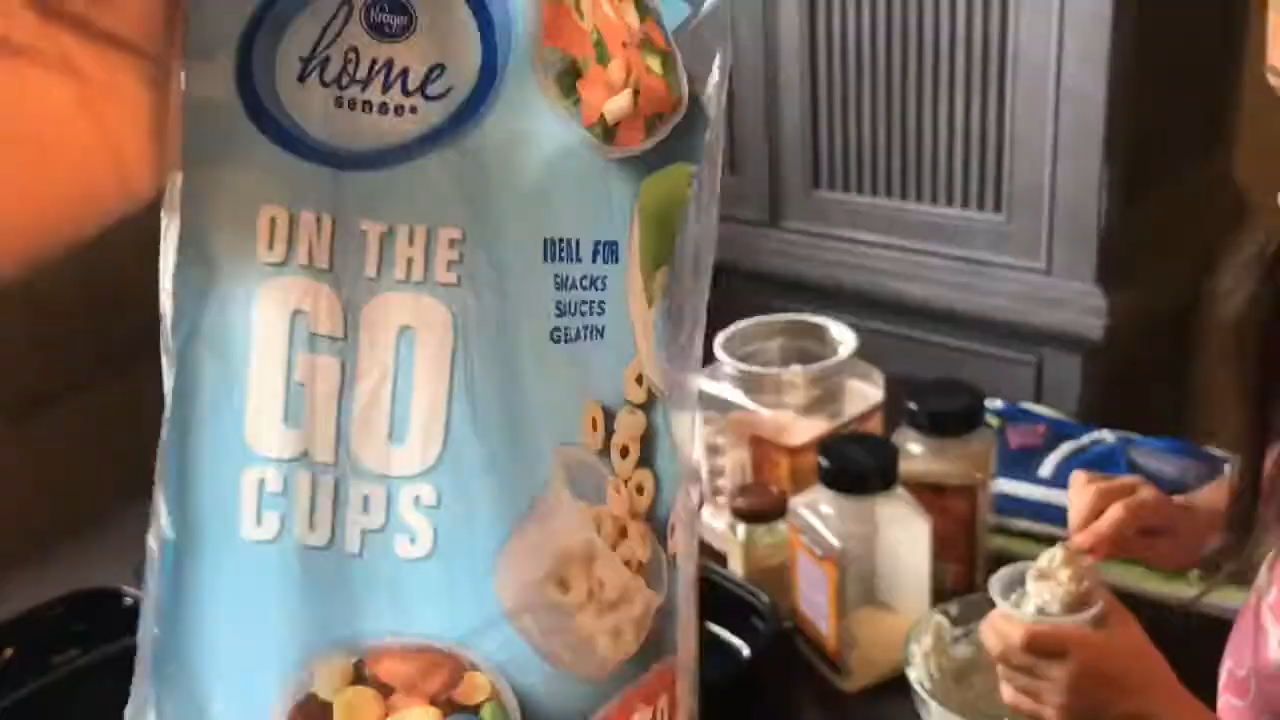 Kroger
home
sense
ON THE
GO
CUPS
IDEAL FOR
SNACKS
SAUCES
GELATIN